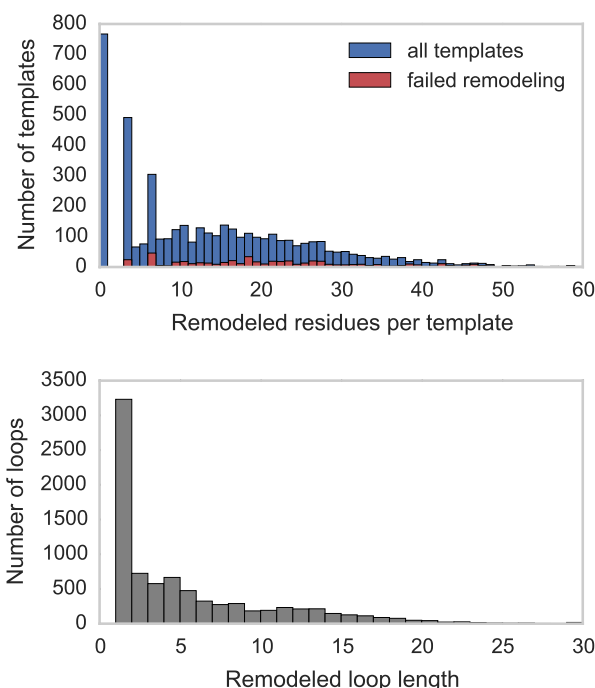 800
700
600
500
400
300
200
100
0
Number of templates
all templates
failed remodeling
0 10 20 30 40 50 60
Remodeled residues per template
3500
3000
2500
2000
1500
1000
500
0
Number of loops
0 5 10 15 20 25 30
Remodeled loop length